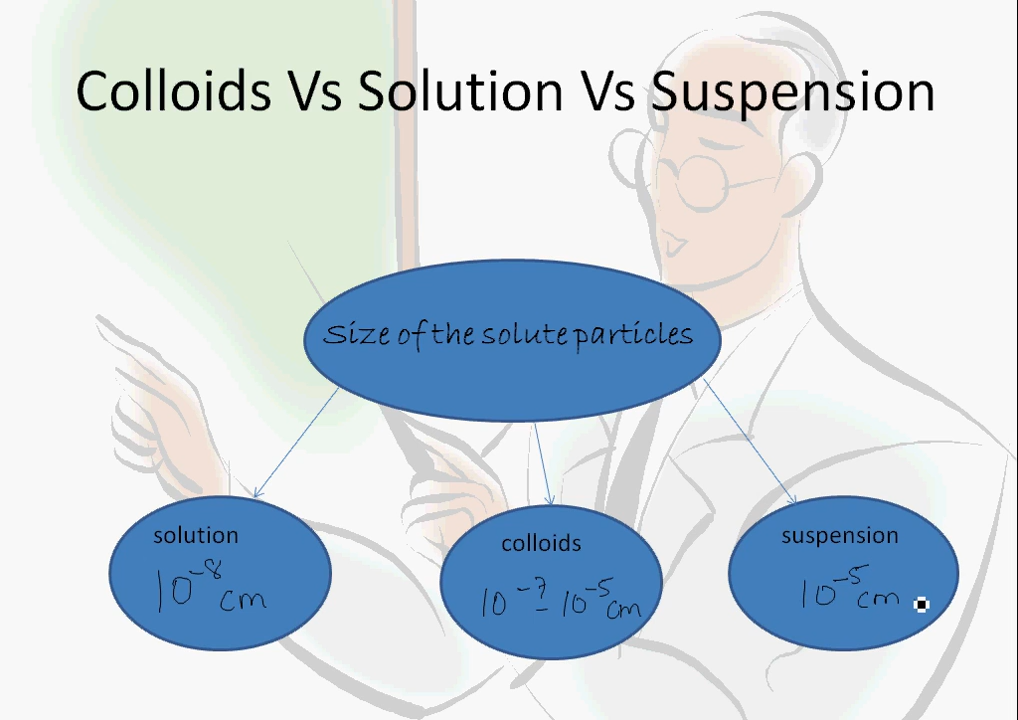 Colloids Vs Solution Vs Suspension
Size of the solute particles
solution
10⁻⁸ cm
colloids
10⁻⁷ – 10⁻⁵ cm
suspension
10⁻⁵ cm